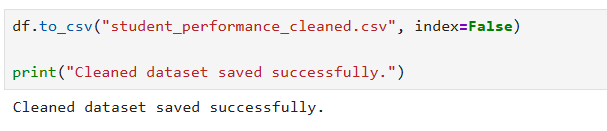 df.to_csv("student_performance_cleaned.csv", index=False)
print("Cleaned dataset saved successfully.")
Cleaned dataset saved successfully.